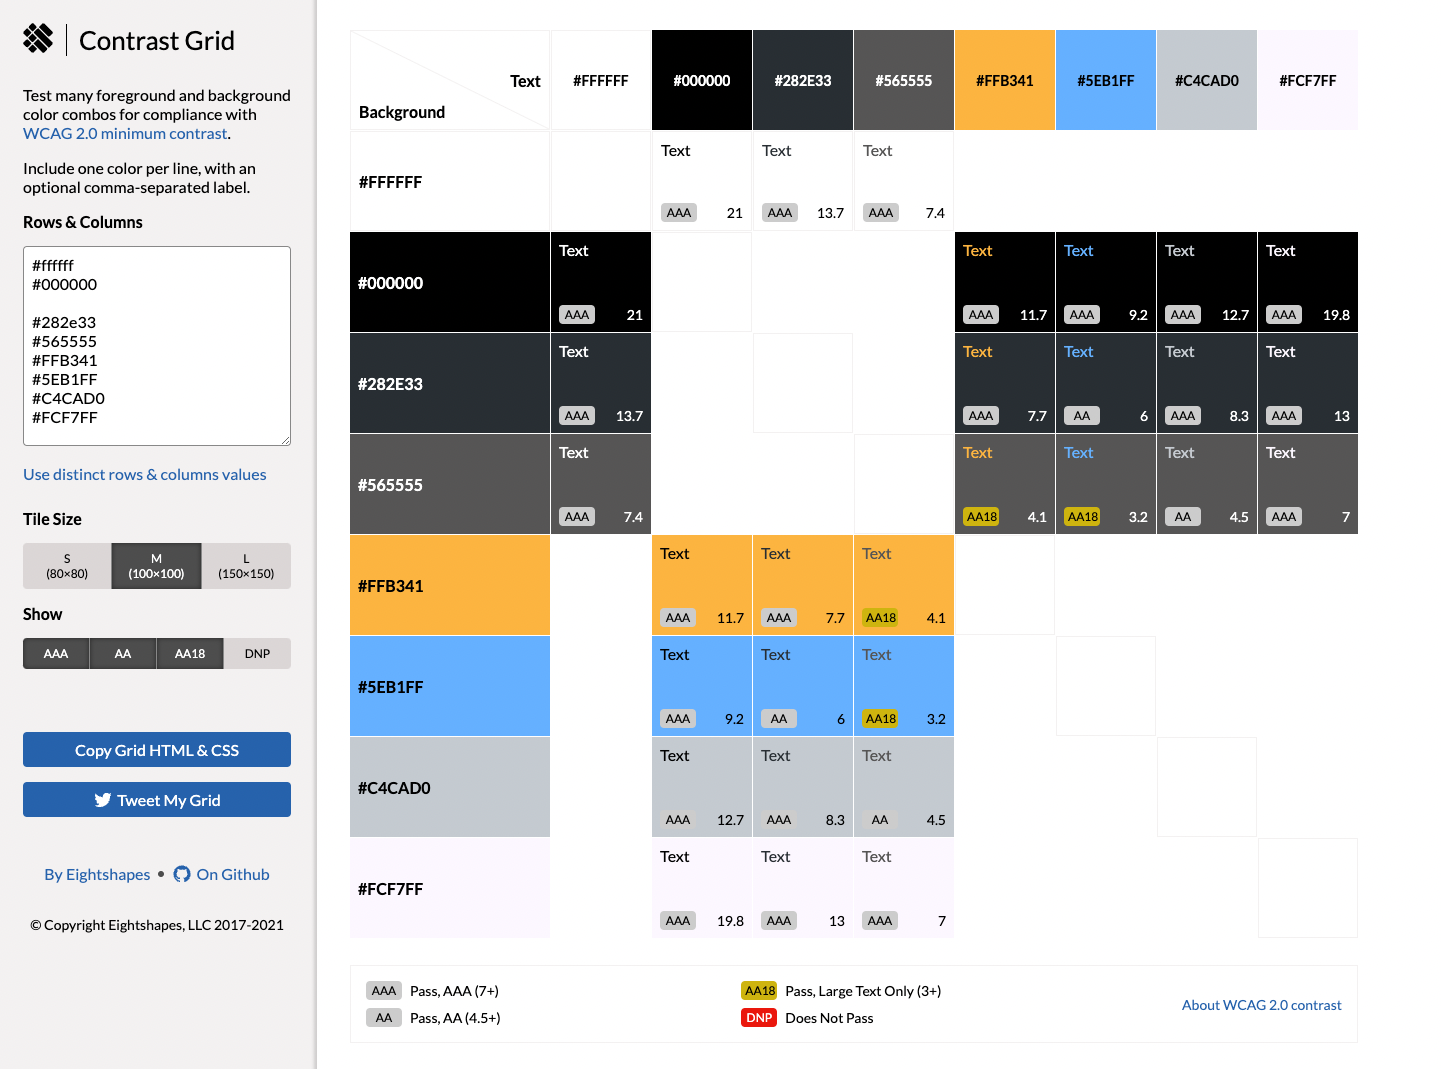 Contrast Grid
Test many foreground and background
color combos for compliance with
WCAG 2.0 minimum contrast.
Include one color per line, with an
optional comma-separated label.
Rows & Columns
#ffffff
#000000
#282e33
#565555
#FFB341
#5EB1FF
#C4CAD0
#FCF7FF
Use distinct rows & columns values
Tile Size
S M L
(80×80) (100×100) (150×150)
Show
AAA AA AA18 DNP
Copy Grid HTML & CSS
Tweet My Grid
By Eightshapes • On Github
© Copyright Eightshapes, LLC 2017-2021
Text #FFFFFF #000000 #282E33 #565555 #FFB341 #5EB1FF #C4CAD0 #FCF7FF
Background
Text Text Text
#FFFFFF
AAA 21 AAA 13.7 AAA 7.4
Text Text Text Text Text
#000000
AAA 21 AAA 11.7 AAA 9.2 AAA 12.7 AAA 19.8
Text Text Text Text Text
#282E33
AAA 13.7 AAA 7.7 AA 6 AAA 8.3 AAA 13
Text Text Text Text Text
#565555
AAA 7.4 AA18 4.1 AA18 3.2 AA 4.5 AAA 7
Text Text Text
#FFB341
AAA 11.7 AAA 7.7 AA18 4.1
Text Text Text
#5EB1FF
AAA 9.2 AA 6 AA18 3.2
Text Text Text
#C4CAD0
AAA 12.7 AAA 8.3 AA 4.5
Text Text Text
#FCF7FF
AAA 19.8 AAA 13 AAA 7
AAA Pass, AAA (7+)
AA Pass, AA (4.5+)
AA18 Pass, Large Text Only (3+)
DNP Does Not Pass
About WCAG 2.0 contrast